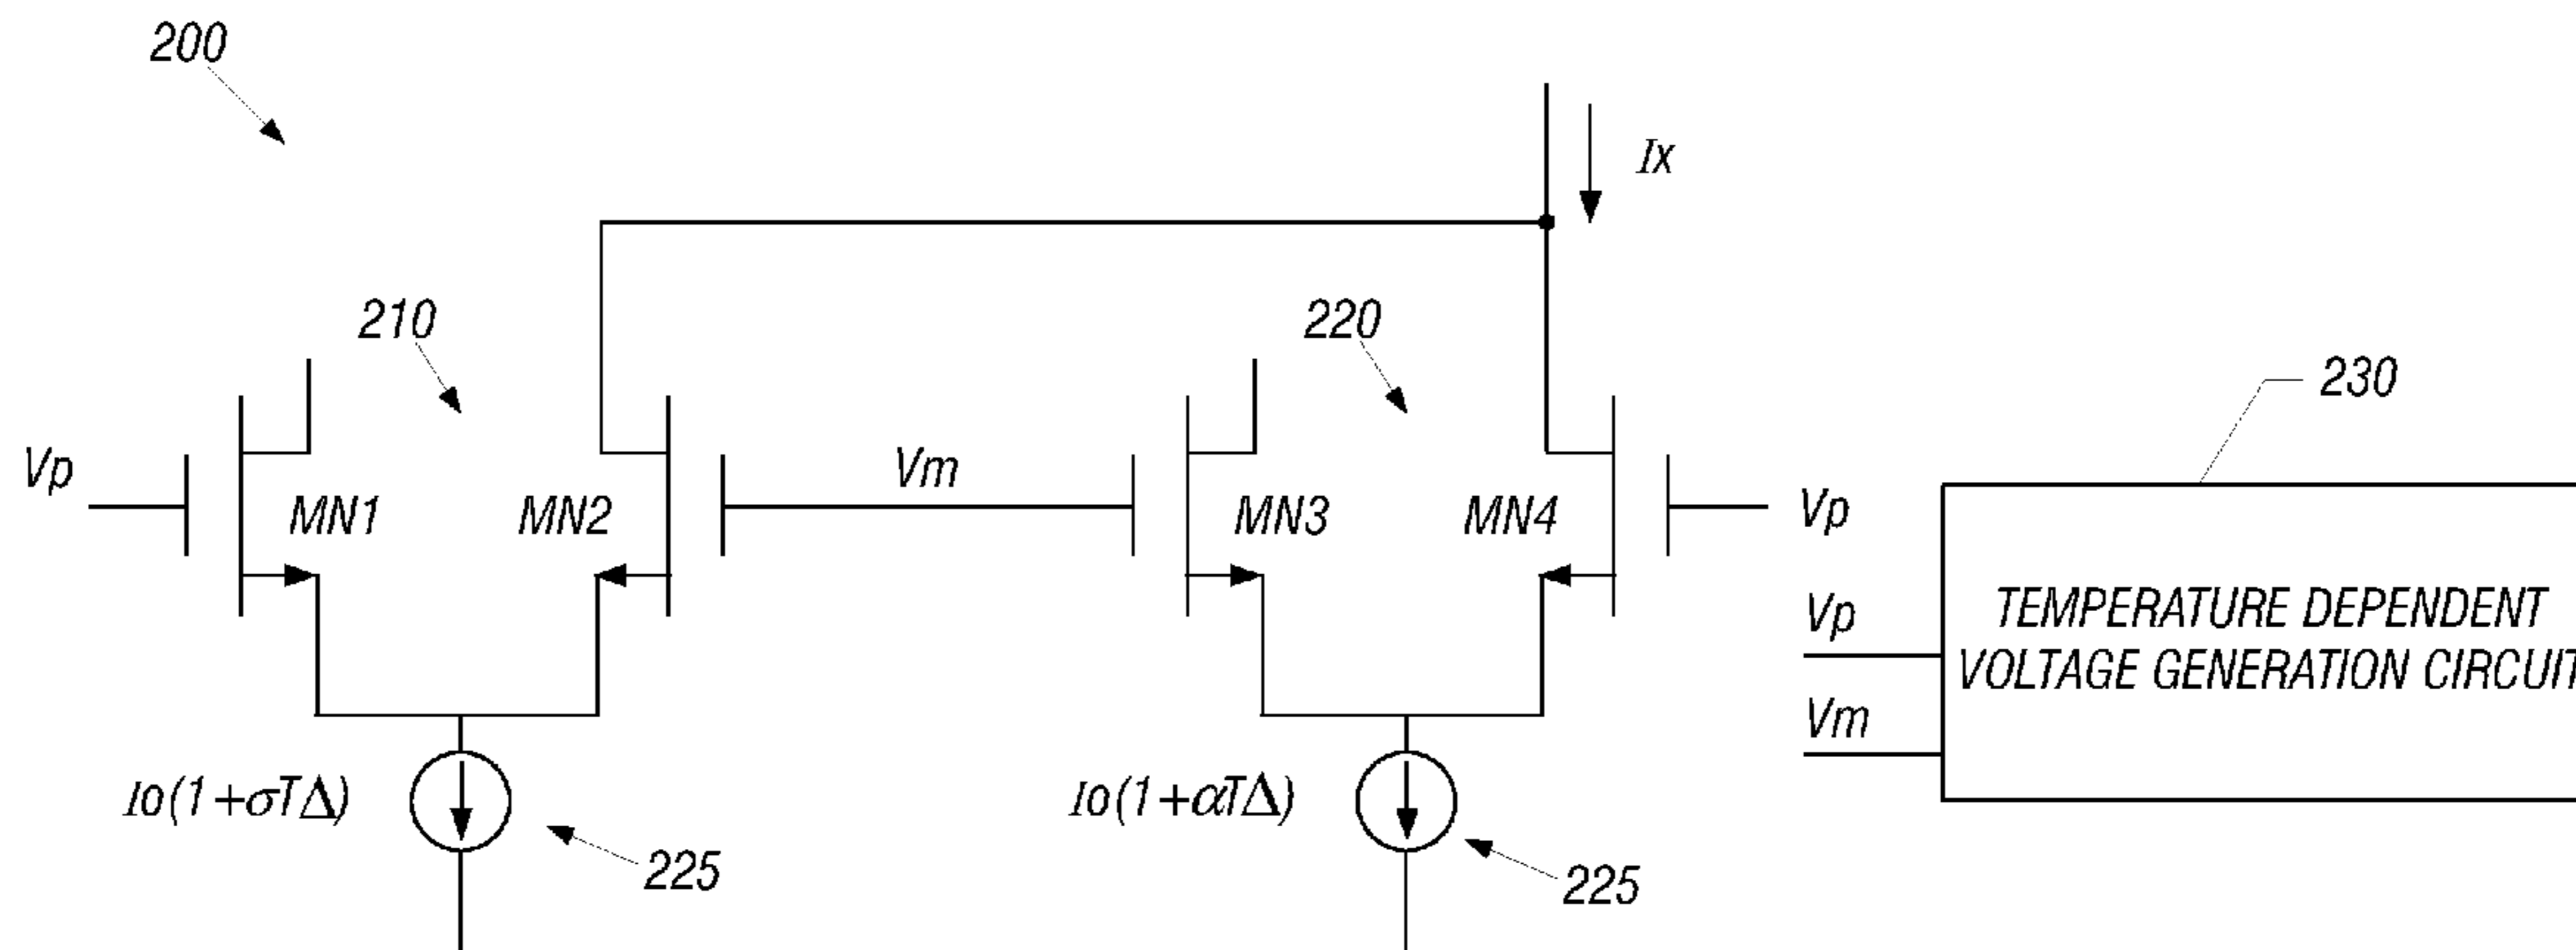 200
Ix
210
220
230
Vp
MN1
MN2
Vm
MN3
MN4
Vp
Vp
Vm
TEMPERATURE DEPENDENT
VOLTAGE GENERATION CIRCUIT
Io(1+σTΔ)
225
Io(1+αTΔ)
225